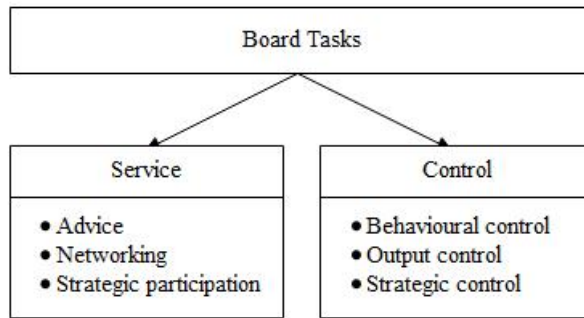 Board Tasks
Service
● Advice
● Networking
● Strategic participation
Control
● Behavioural control
● Output control
● Strategic control